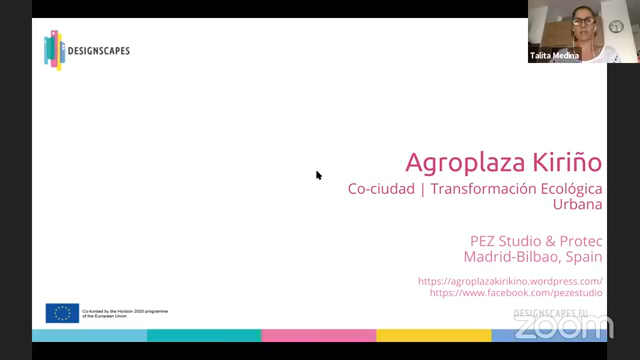 DESIGNSCAPES
Talita Medina
Agroplaza Kiriño
Co-ciudad | Transformación Ecológica
Urbana
PEZ Studio & Protec
Madrid-Bilbao, Spain
https://agroplazakirikino.wordpress.com/
https://www.facebook.com/pezestudio
Co-funded by the Horizon 2020 programme
of the European Union
DESIGNSCAPES.EU
zoom